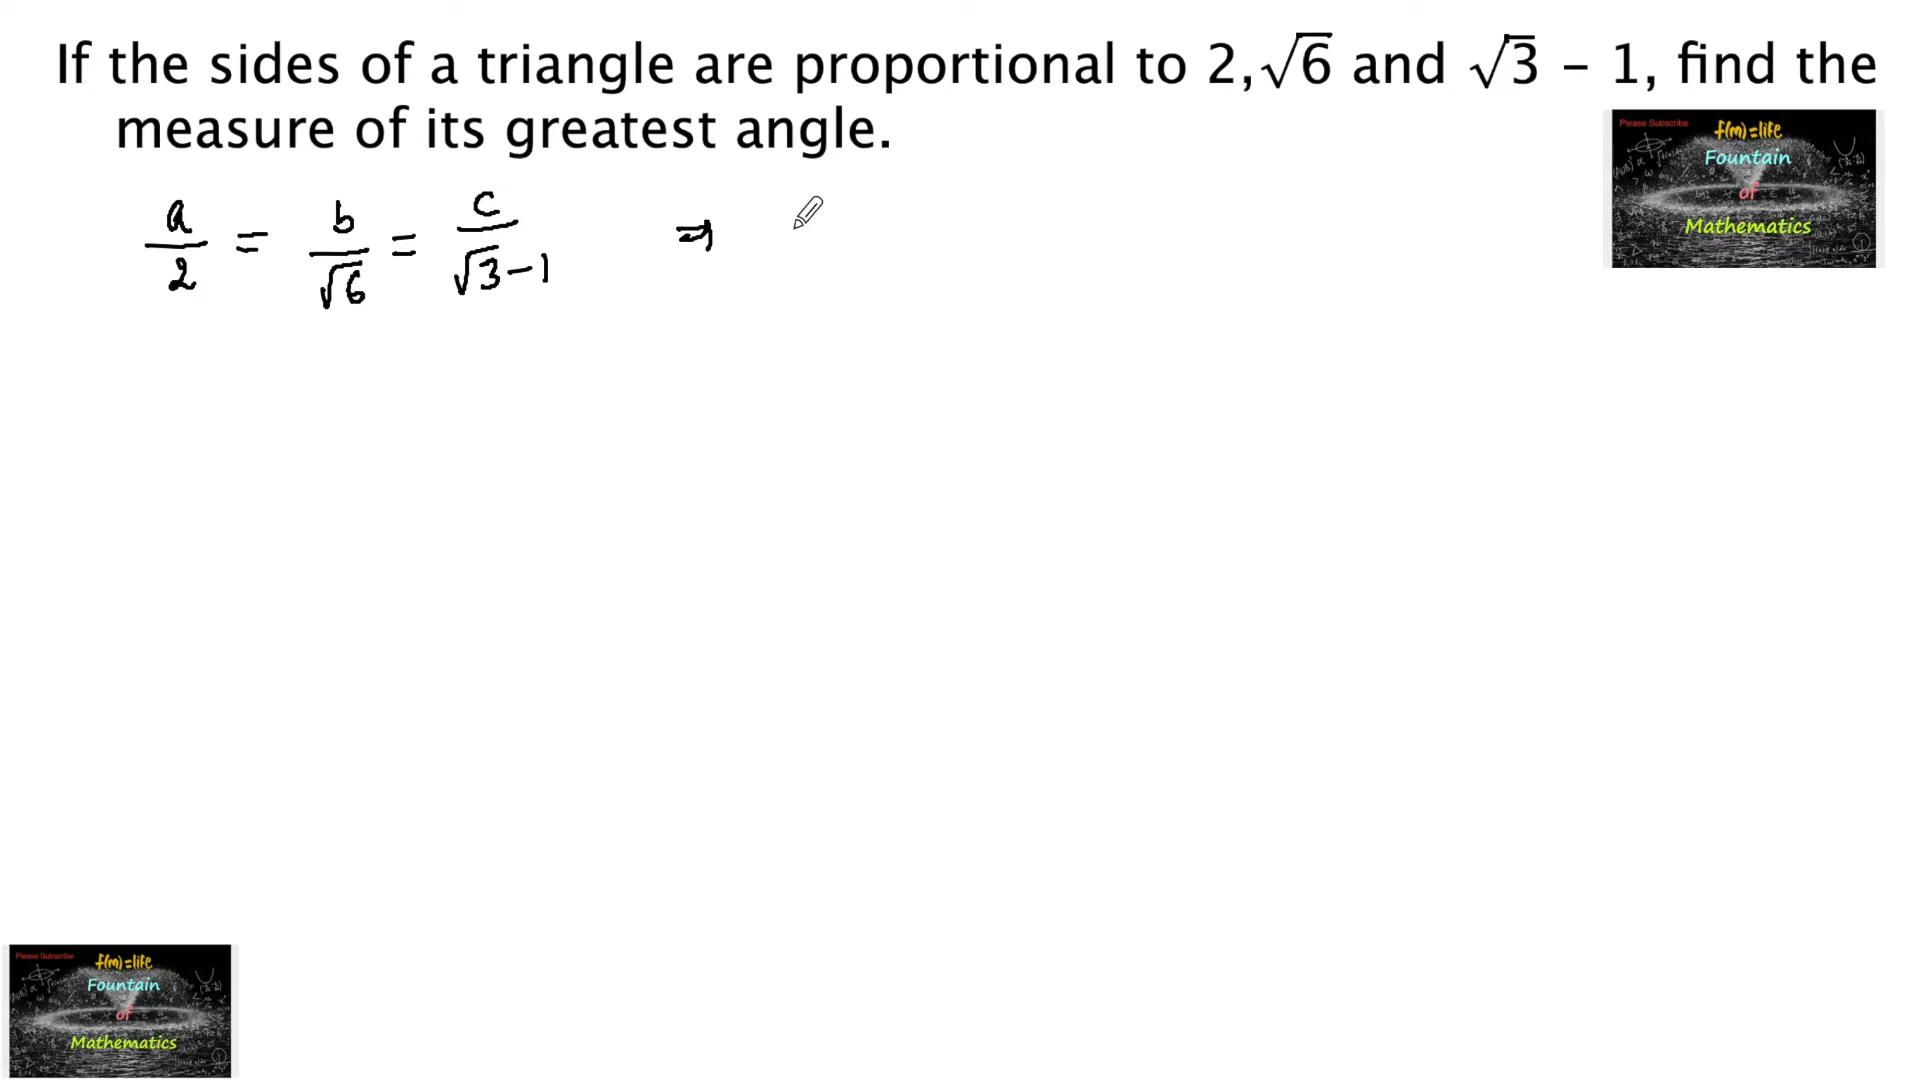 If the sides of a triangle are proportional to 2,√6 and √3 – 1, find the
measure of its greatest angle.
Please Subscribe
f(m)=life
Fountain
of
Mathematics
a/2 = b/√6 = c/√3-1 ⇒
Please Subscribe
f(m)=life
Fountain
of
Mathematics